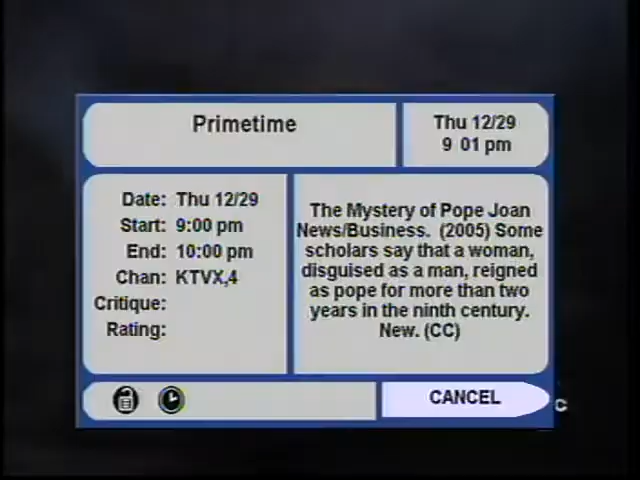 Primetime
Thu 12/29
9 01 pm
Date: Thu 12/29
Start: 9:00 pm
End: 10:00 pm
Chan: KTVX,4
Critique:
Rating:
The Mystery of Pope Joan
News/Business. (2005) Some
scholars say that a woman,
disguised as a man, reigned
as pope for more than two
years in the ninth century.
New. (CC)
CANCEL
C